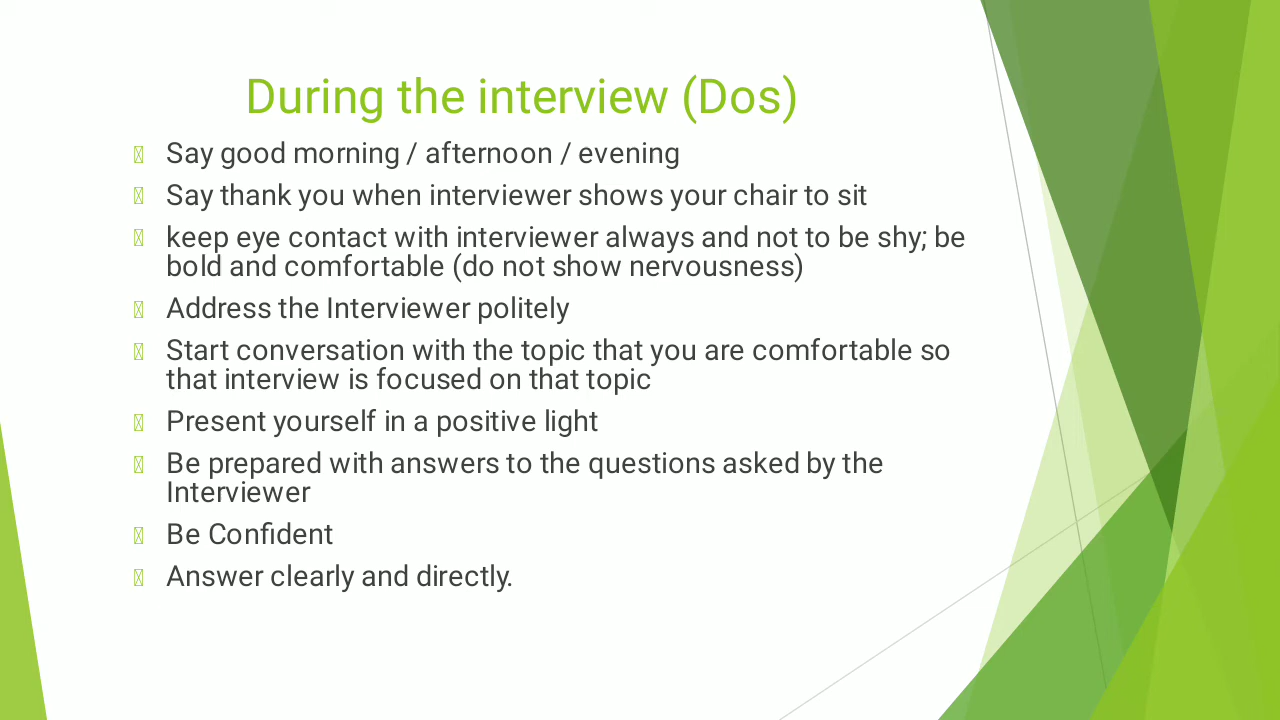 During the interview (Dos)
Say good morning / afternoon / evening
Say thank you when interviewer shows your chair to sit
keep eye contact with interviewer always and not to be shy; be
bold and comfortable (do not show nervousness)
Address the Interviewer politely
Start conversation with the topic that you are comfortable so
that interview is focused on that topic
Present yourself in a positive light
Be prepared with answers to the questions asked by the
Interviewer
Be Confident
Answer clearly and directly.